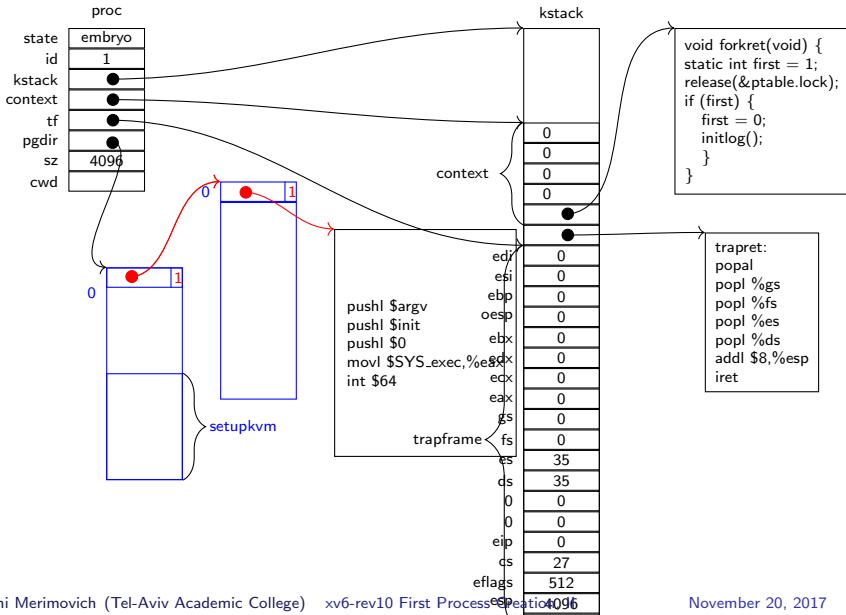 proc
state embryo
id 1
kstack
context
tf
pgdir
sz 4096
cwd
0 1
0 1
setupkvm
pushl $argv
pushl $init
pushl $0
movl $SYS_exec,%eax
int $64
kstack
context
0
0
0
0
trapframe
edi 0
esi 0
ebp 0
oesp 0
ebx 0
edx 0
ecx 0
eax 0
gs 0
fs 0
es 35
ds 35
0 0
0 0
eip 0
cs 27
eflags 512
esp 4096
void forkret(void) {
static int first = 1;
release(&ptable.lock);
if (first) {
first = 0;
initlog();
}
}
trapret:
popal
popl %gs
popl %fs
popl %es
popl %ds
addl $8,%esp
iret
Merimovich (Tel-Aviv Academic College) xv6-rev10 First Process November 20, 2017